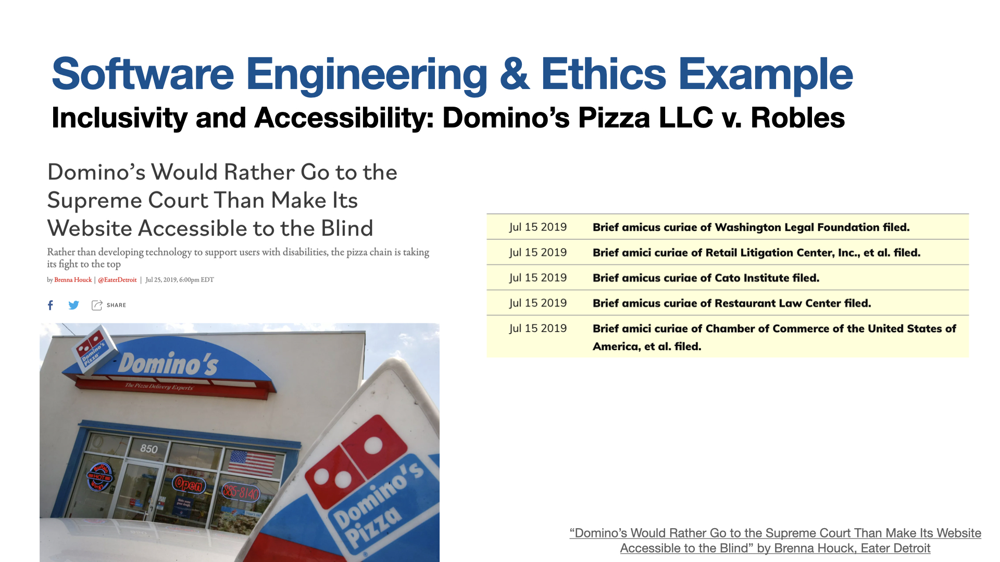 Software Engineering & Ethics Example
Inclusivity and Accessibility: Domino’s Pizza LLC v. Robles
Domino’s Would Rather Go to the
Supreme Court Than Make Its
Website Accessible to the Blind
Rather than developing technology to support users with disabilities, the pizza chain is taking
its fight to the top
by Brenna Houck | @EaterDetroit | Jul 25, 2019, 6:00pm EDT
f SHARE
Domino's
Pizza
Domino's
The Pizza Delivery Experts
850
Buffalo
HOT
Wings
Open
885-8140
Domino's
Pizza
Jul 15 2019 Brief amicus curiae of Washington Legal Foundation filed.
Jul 15 2019 Brief amici curiae of Retail Litigation Center, Inc., et al. filed.
Jul 15 2019 Brief amicus curiae of Cato Institute filed.
Jul 15 2019 Brief amicus curiae of Restaurant Law Center filed.
Jul 15 2019 Brief amici curiae of Chamber of Commerce of the United States of
America, et al. filed.
“Domino’s Would Rather Go to the Supreme Court Than Make Its Website
Accessible to the Blind” by Brenna Houck, Eater Detroit